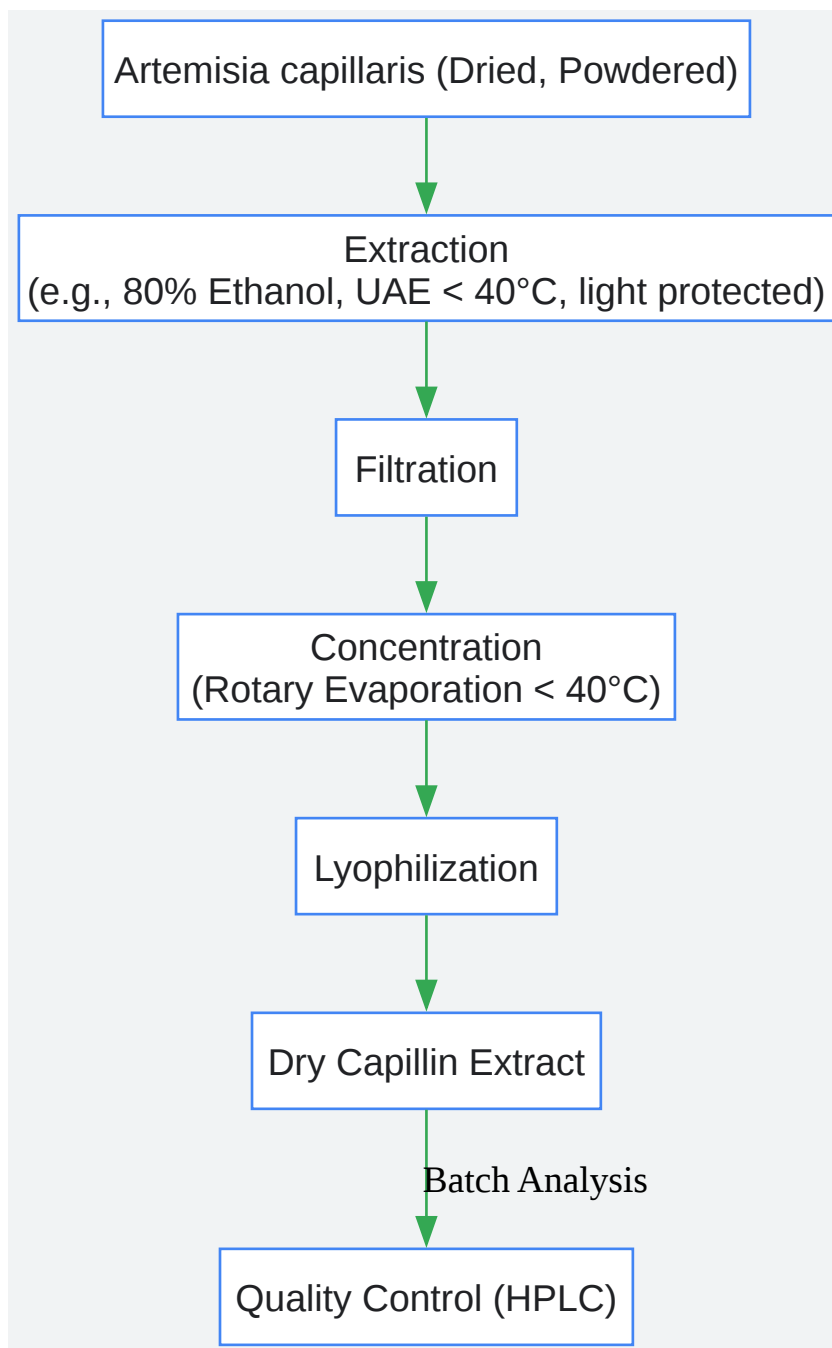 Artemisia capillaris (Dried, Powdered)
Extraction
(e.g., 80% Ethanol, UAE < 40°C, light protected)
Filtration
Concentration
(Rotary Evaporation < 40°C)
Lyophilization
Dry Capillin Extract
Batch Analysis
Quality Control (HPLC)